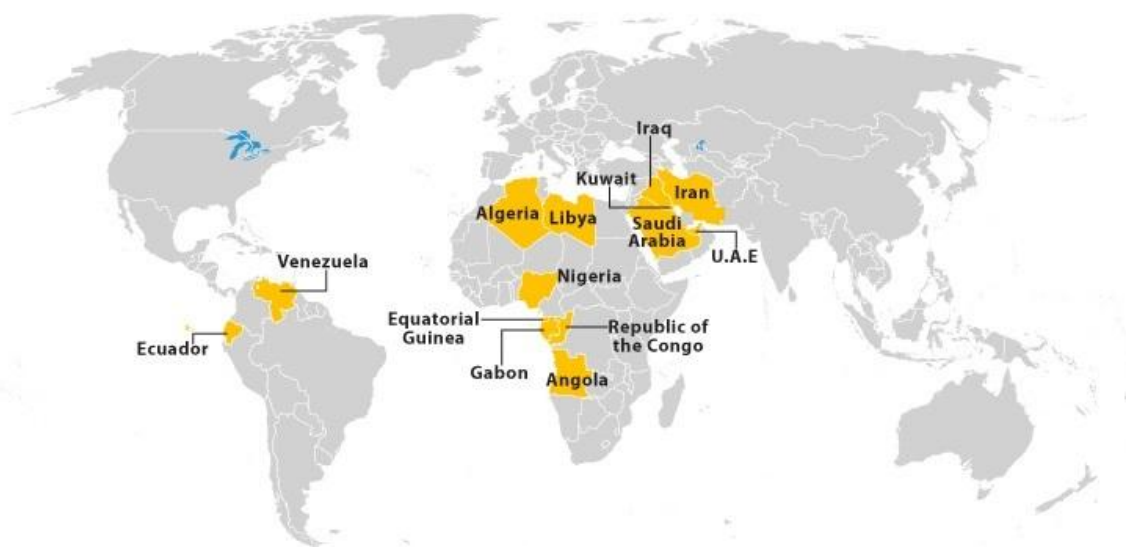 Iraq
Kuwait
Iran
Algeria
Libya
Saudi
Arabia
U.A.E
Venezuela
Nigeria
Equatorial
Guinea
Republic of
the Congo
Ecuador
Gabon
Angola